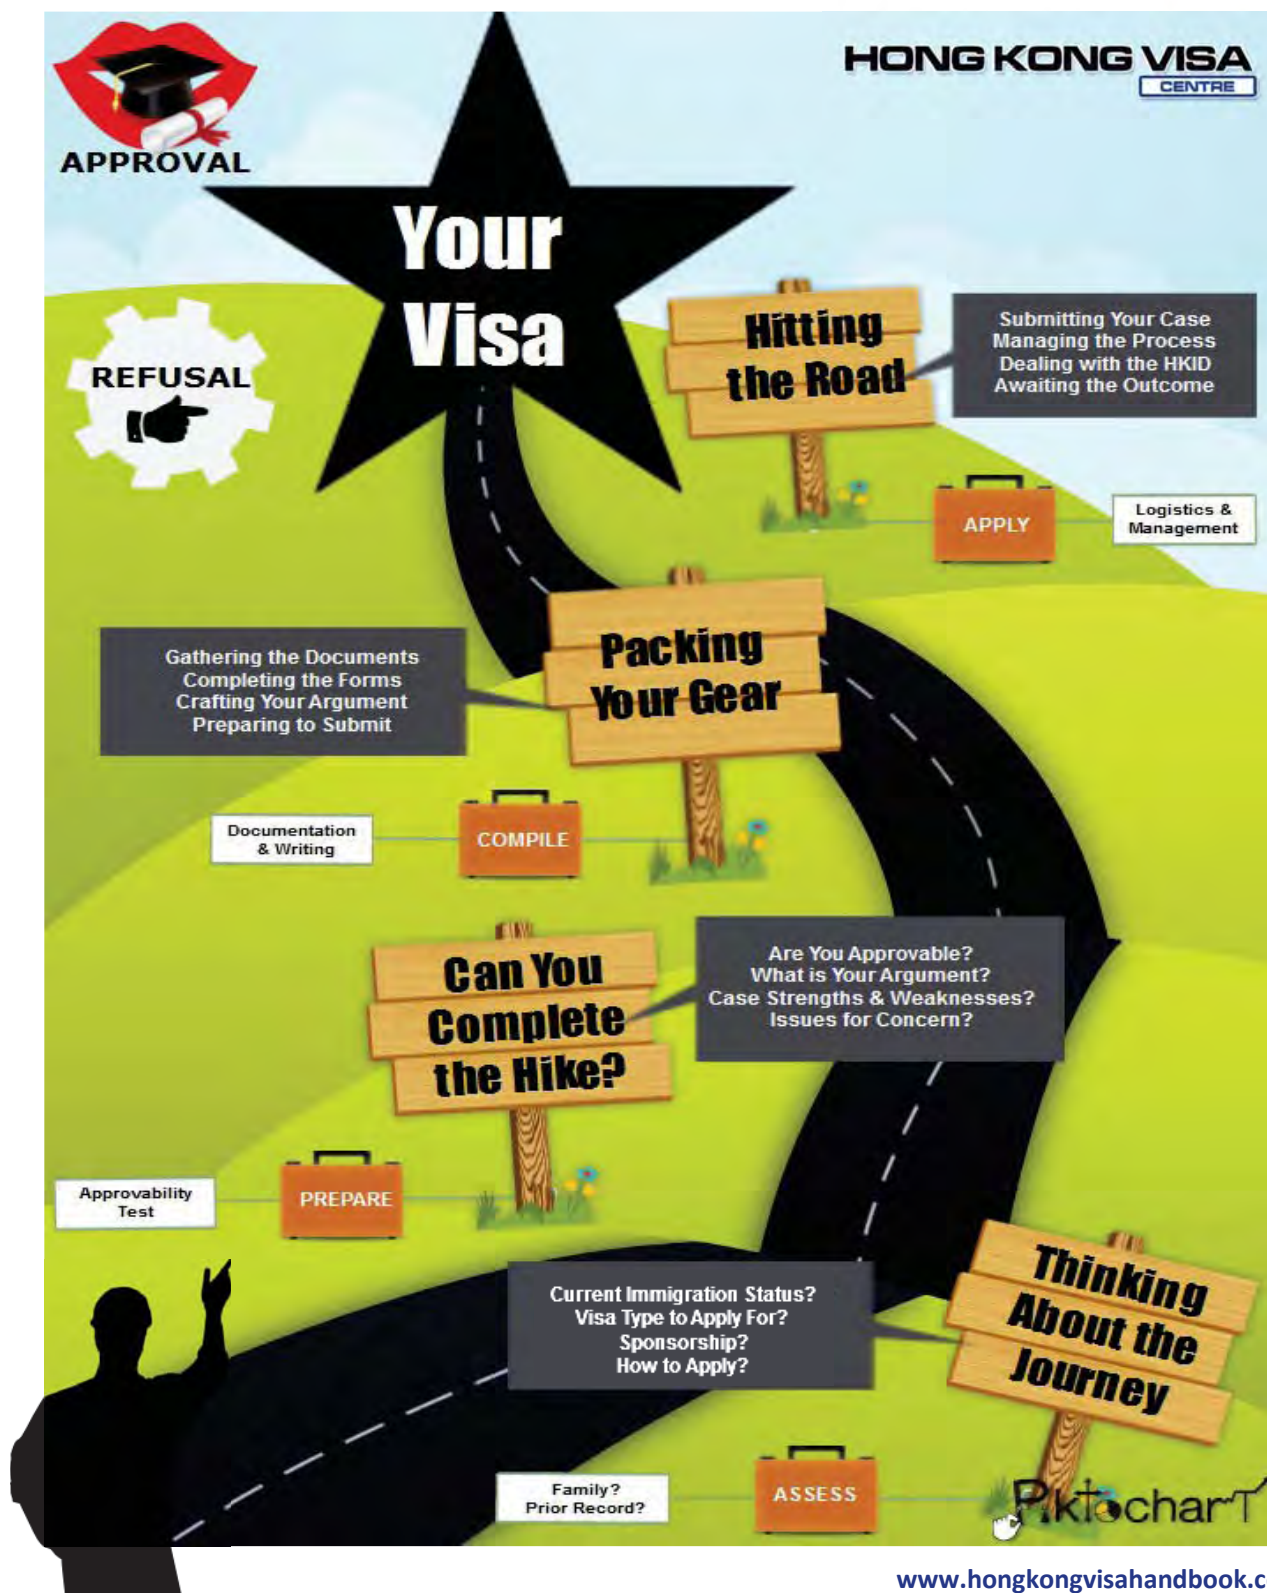 APPROVAL
HONG KONG VISA
CENTRE
Your
Visa
REFUSAL
Hitting
the Road
Submitting Your Case
Managing the Process
Dealing with the HKID
Awaiting the Outcome
APPLY
Logistics &
Management
Packing
Your Gear
Gathering the Documents
Completing the Forms
Crafting Your Argument
Preparing to Submit
Documentation
& Writing
COMPILE
Can You
Complete
the Hike?
Are You Approvable?
What is Your Argument?
Case Strengths & Weaknesses?
Issues for Concern?
Approvability
Test
PREPARE
Thinking
About the
Journey
Current Immigration Status?
Visa Type to Apply For?
Sponsorship?
How to Apply?
Family?
Prior Record?
ASSESS
PiktocharT
www.hongkongvisahandbook.c